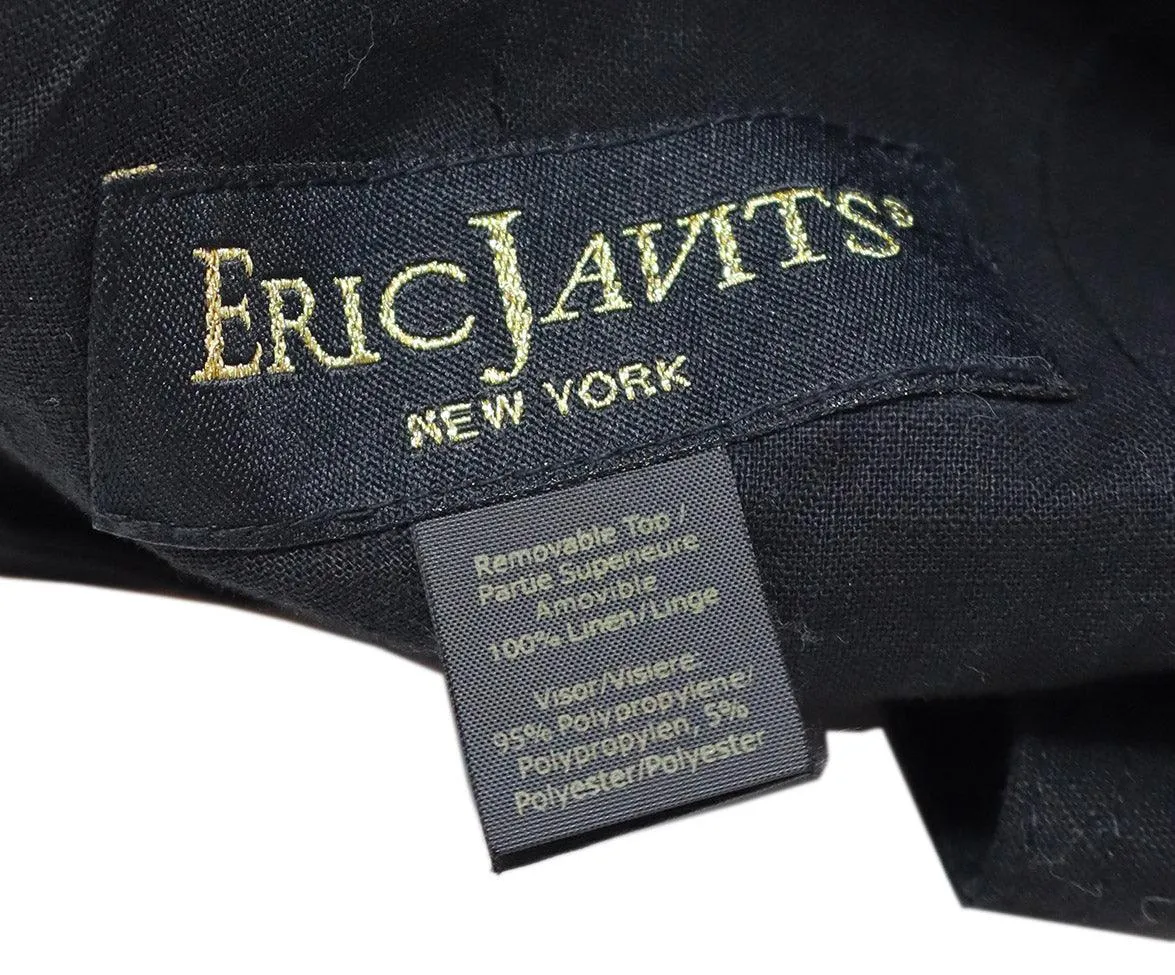 ERIC JAVITS®
NEW YORK
Removable Top /
Partie Superieure
Amovible
100% Linen/Linge
Visor/Visiere
95% Polypropylene/
Polypropylen, 5%
Polyester/Polyester